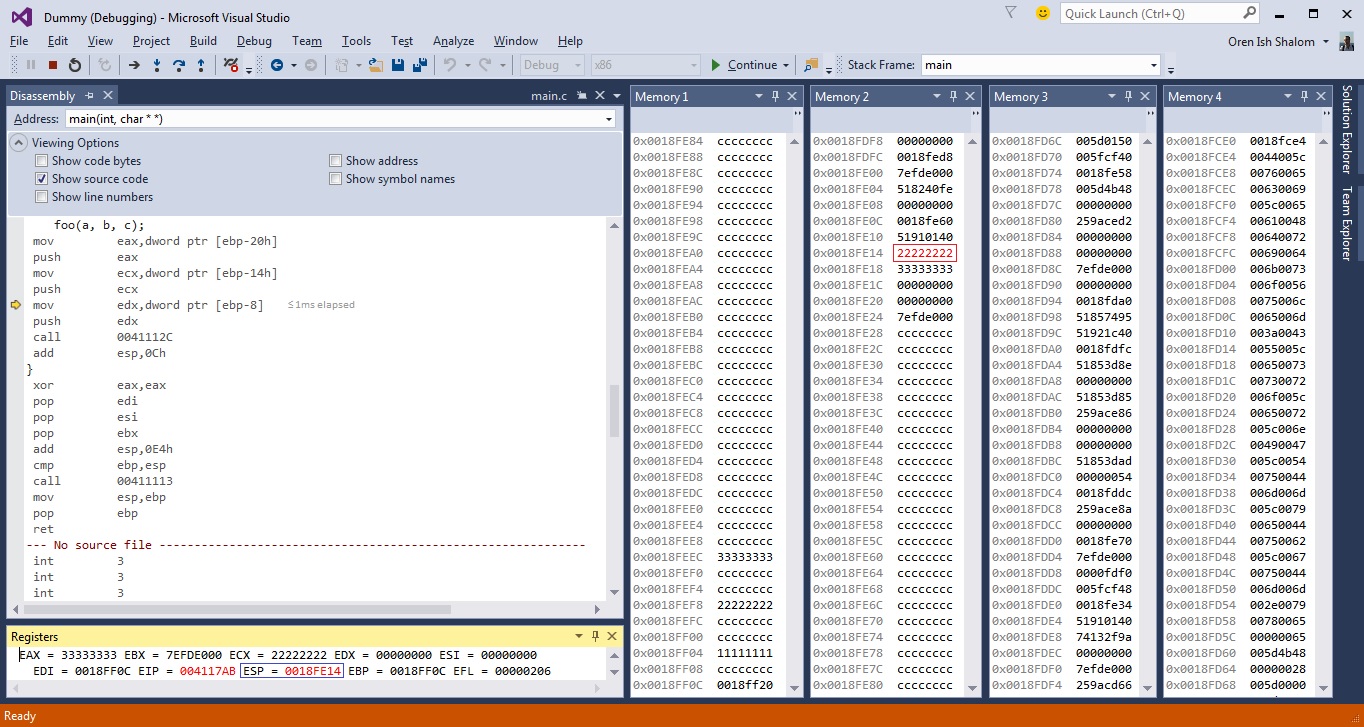 Dummy (Debugging) - Microsoft Visual Studio
Quick Launch (Ctrl+Q)
File Edit View Project Build Debug Team Tools Test Analyze Window Help
Oren Ish Shalom
Debug x86 Continue Stack Frame: main
Disassembly main.c
Address: main(int, char * *)
Viewing Options
Show code bytes Show address
Show source code Show symbol names
Show line numbers
foo(a, b, c);
mov eax,dword ptr [ebp-20h]
push eax
mov ecx,dword ptr [ebp-14h]
push ecx
mov edx,dword ptr [ebp-8] ≤1ms elapsed
push edx
call 0041112C
add esp,0Ch
}
xor eax,eax
pop edi
pop esi
pop ebx
add esp,0E4h
cmp ebp,esp
call 00411113
mov esp,ebp
pop ebp
ret
--- No source file ---------------------------------------------------------
int 3
int 3
int 3
Registers
EAX = 33333333 EBX = 7EFDE000 ECX = 22222222 EDX = 00000000 ESI = 00000000
EDI = 0018FF0C EIP = 004117AB ESP = 0018FE14 EBP = 0018FF0C EFL = 00000206
Memory 1
0x0018FE84 cccccccc
0x0018FE88 cccccccc
0x0018FE8C cccccccc
0x0018FE90 cccccccc
0x0018FE94 cccccccc
0x0018FE98 cccccccc
0x0018FE9C cccccccc
0x0018FEA0 cccccccc
0x0018FEA4 cccccccc
0x0018FEA8 cccccccc
0x0018FEAC cccccccc
0x0018FEB0 cccccccc
0x0018FEB4 cccccccc
0x0018FEB8 cccccccc
0x0018FEBC cccccccc
0x0018FEC0 cccccccc
0x0018FEC4 cccccccc
0x0018FEC8 cccccccc
0x0018FECC cccccccc
0x0018FED0 cccccccc
0x0018FED4 cccccccc
0x0018FED8 cccccccc
0x0018FEDC cccccccc
0x0018FEE0 cccccccc
0x0018FEE4 cccccccc
0x0018FEE8 cccccccc
0x0018FEEC 33333333
0x0018FEF0 cccccccc
0x0018FEF4 cccccccc
0x0018FEF8 22222222
0x0018FEFC cccccccc
0x0018FF00 cccccccc
0x0018FF04 11111111
0x0018FF08 cccccccc
0x0018FF0C 0018ff20
Memory 2
0x0018FDF8 00000000
0x0018FDFC 0018fed8
0x0018FE00 7efde000
0x0018FE04 518240fe
0x0018FE08 00000000
0x0018FE0C 0018fe60
0x0018FE10 51910140
0x0018FE14 22222222
0x0018FE18 33333333
0x0018FE1C 00000000
0x0018FE20 00000000
0x0018FE24 7efde000
0x0018FE28 cccccccc
0x0018FE2C cccccccc
0x0018FE30 cccccccc
0x0018FE34 cccccccc
0x0018FE38 cccccccc
0x0018FE3C cccccccc
0x0018FE40 cccccccc
0x0018FE44 cccccccc
0x0018FE48 cccccccc
0x0018FE4C cccccccc
0x0018FE50 cccccccc
0x0018FE54 cccccccc
0x0018FE58 cccccccc
0x0018FE5C cccccccc
0x0018FE60 cccccccc
0x0018FE64 cccccccc
0x0018FE68 cccccccc
0x0018FE6C cccccccc
0x0018FE70 cccccccc
0x0018FE74 cccccccc
0x0018FE78 cccccccc
0x0018FE7C cccccccc
0x0018FE80 cccccccc
Memory 3
0x0018FD6C 005d0150
0x0018FD70 005fcf40
0x0018FD74 0018fe58
0x0018FD78 005d4b48
0x0018FD7C 00000000
0x0018FD80 259aced2
0x0018FD84 00000000
0x0018FD88 00000000
0x0018FD8C 7efde000
0x0018FD90 00000000
0x0018FD94 0018fda0
0x0018FD98 51857495
0x0018FD9C 51921c40
0x0018FDA0 0018fdfc
0x0018FDA4 51853d8e
0x0018FDA8 00000000
0x0018FDAC 51853d85
0x0018FDB0 259ace86
0x0018FDB4 00000000
0x0018FDB8 00000000
0x0018FDBC 51853dad
0x0018FDC0 00000054
0x0018FDC4 0018fddc
0x0018FDC8 259ace8a
0x0018FDCC 00000000
0x0018FDD0 0018fe70
0x0018FDD4 7efde000
0x0018FDD8 0000fdf0
0x0018FDDC 005fcf48
0x0018FDE0 0018fe34
0x0018FDE4 51910140
0x0018FDE8 74132f9a
0x0018FDEC 00000000
0x0018FDF0 7efde000
0x0018FDF4 259acd66
Memory 4
0x0018FCE0 0018fce4
0x0018FCE4 0044005c
0x0018FCE8 00760065
0x0018FCEC 00630069
0x0018FCF0 005c0065
0x0018FCF4 00610048
0x0018FCF8 00640072
0x0018FCFC 00690064
0x0018FD00 006b0073
0x0018FD04 006f0056
0x0018FD08 0075006c
0x0018FD0C 0065006d
0x0018FD10 003a0043
0x0018FD14 0055005c
0x0018FD18 00650073
0x0018FD1C 00730072
0x0018FD20 006f005c
0x0018FD24 00650072
0x0018FD28 005c006e
0x0018FD2C 00490047
0x0018FD30 005c0054
0x0018FD34 00750044
0x0018FD38 006d006d
0x0018FD3C 005c0079
0x0018FD40 00650044
0x0018FD44 00750062
0x0018FD48 005c0067
0x0018FD4C 00750044
0x0018FD50 006d006d
0x0018FD54 002e0079
0x0018FD58 00780065
0x0018FD5C 00000065
0x0018FD60 005d4b48
0x0018FD64 00000028
0x0018FD68 005d0000
Solution Explorer
Team Explorer
Ready